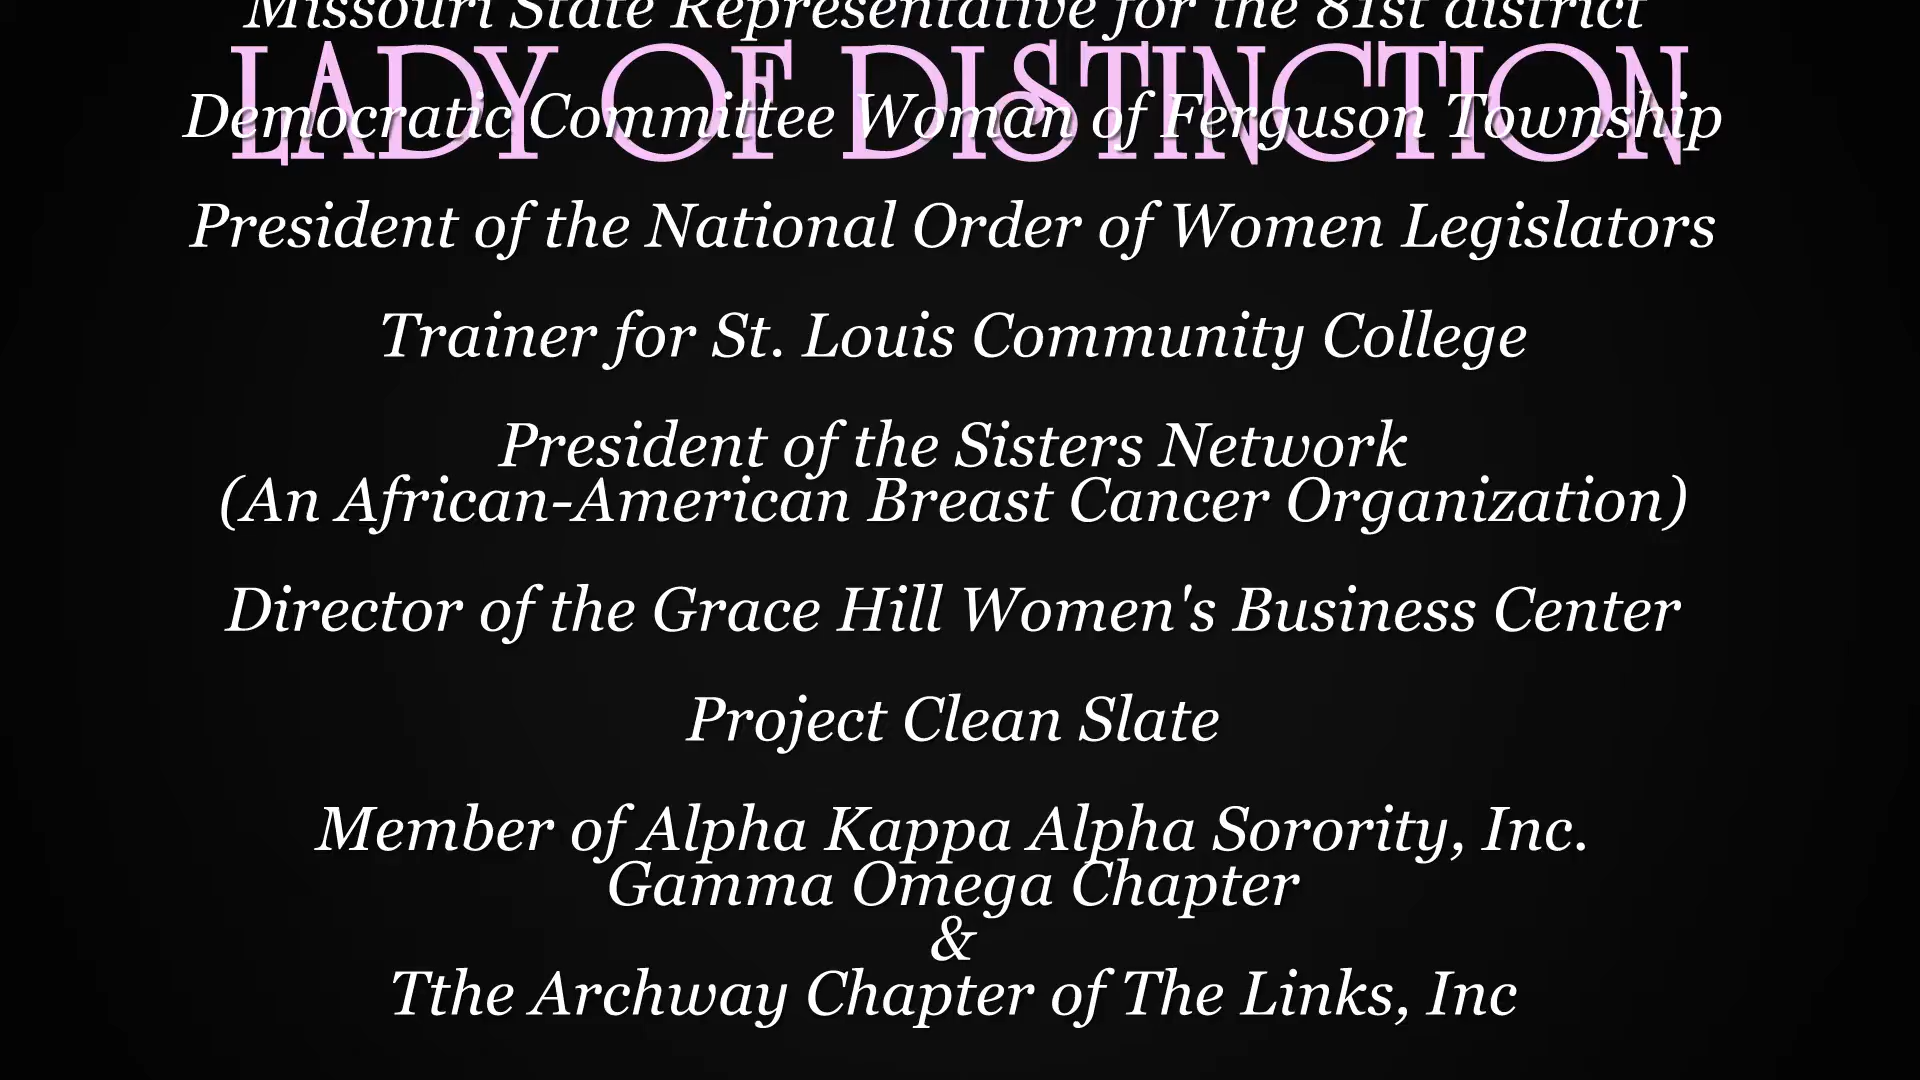 Missouri State Representative for the 81st district
LADY OF DISTINCTION
Democratic Committee Woman of Ferguson Township
President of the National Order of Women Legislators
Trainer for St. Louis Community College
President of the Sisters Network
(An African-American Breast Cancer Organization)
Director of the Grace Hill Women's Business Center
Project Clean Slate
Member of Alpha Kappa Alpha Sorority, Inc.
Gamma Omega Chapter
&
Tthe Archway Chapter of The Links, Inc